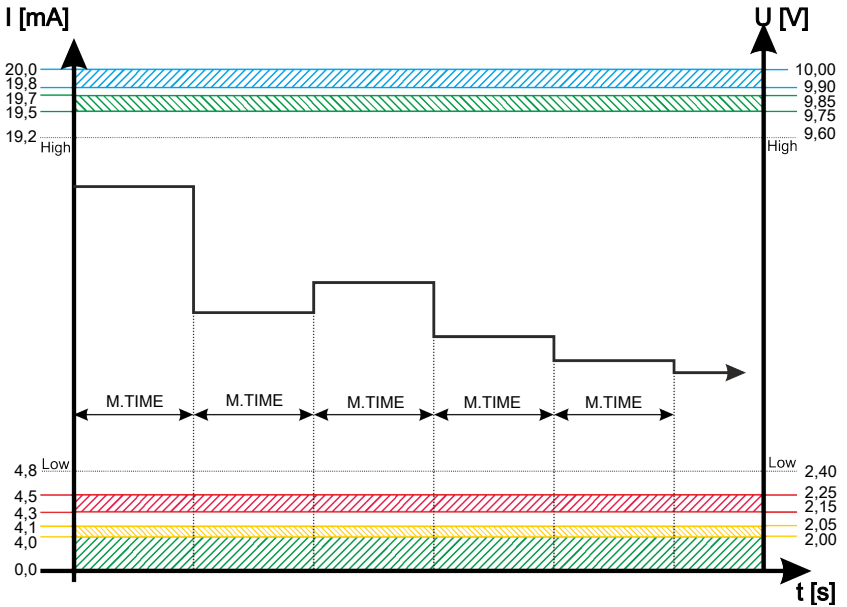 I [mA]
U [V]
20,0
10,00
19,8
9,90
19,7
9,85
19,5
9,75
19,2
9,60
High
High
M.TIME
M.TIME
M.TIME
M.TIME
M.TIME
Low
Low
4,8
2,40
4,5
2,25
4,3
2,15
4,1
2,05
4,0
2,00
0,0
t [s]